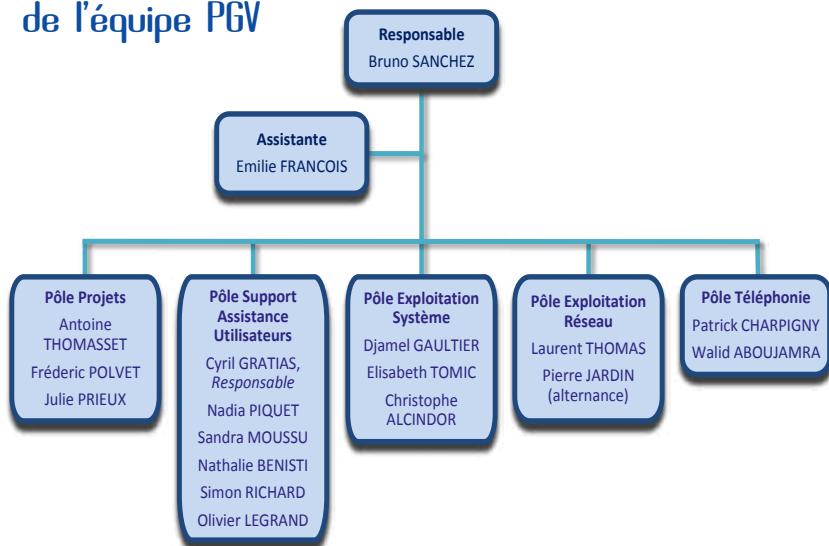 de l'équipe PGV
Responsable
Bruno SANCHEZ
Assistante
Emilie FRANCOIS
Pôle Projets
Antoine
THOMASSET
Fréderic POLVET
Julie PRIEUX
Pôle Support
Assistance
Utilisateurs
Cyril GRATIAS,
Responsable
Nadia PIQUET
Sandra MOUSSU
Nathalie BENISTI
Simon RICHARD
Olivier LEGRAND
Pôle Exploitation
Système
Djamel GAULTIER
Elisabeth TOMIC
Christophe
ALCINDOR
Pôle Exploitation
Réseau
Laurent THOMAS
Pierre JARDIN
(alternance)
Pôle Téléphonie
Patrick CHARPIGNY
Walid ABOUJAMRA